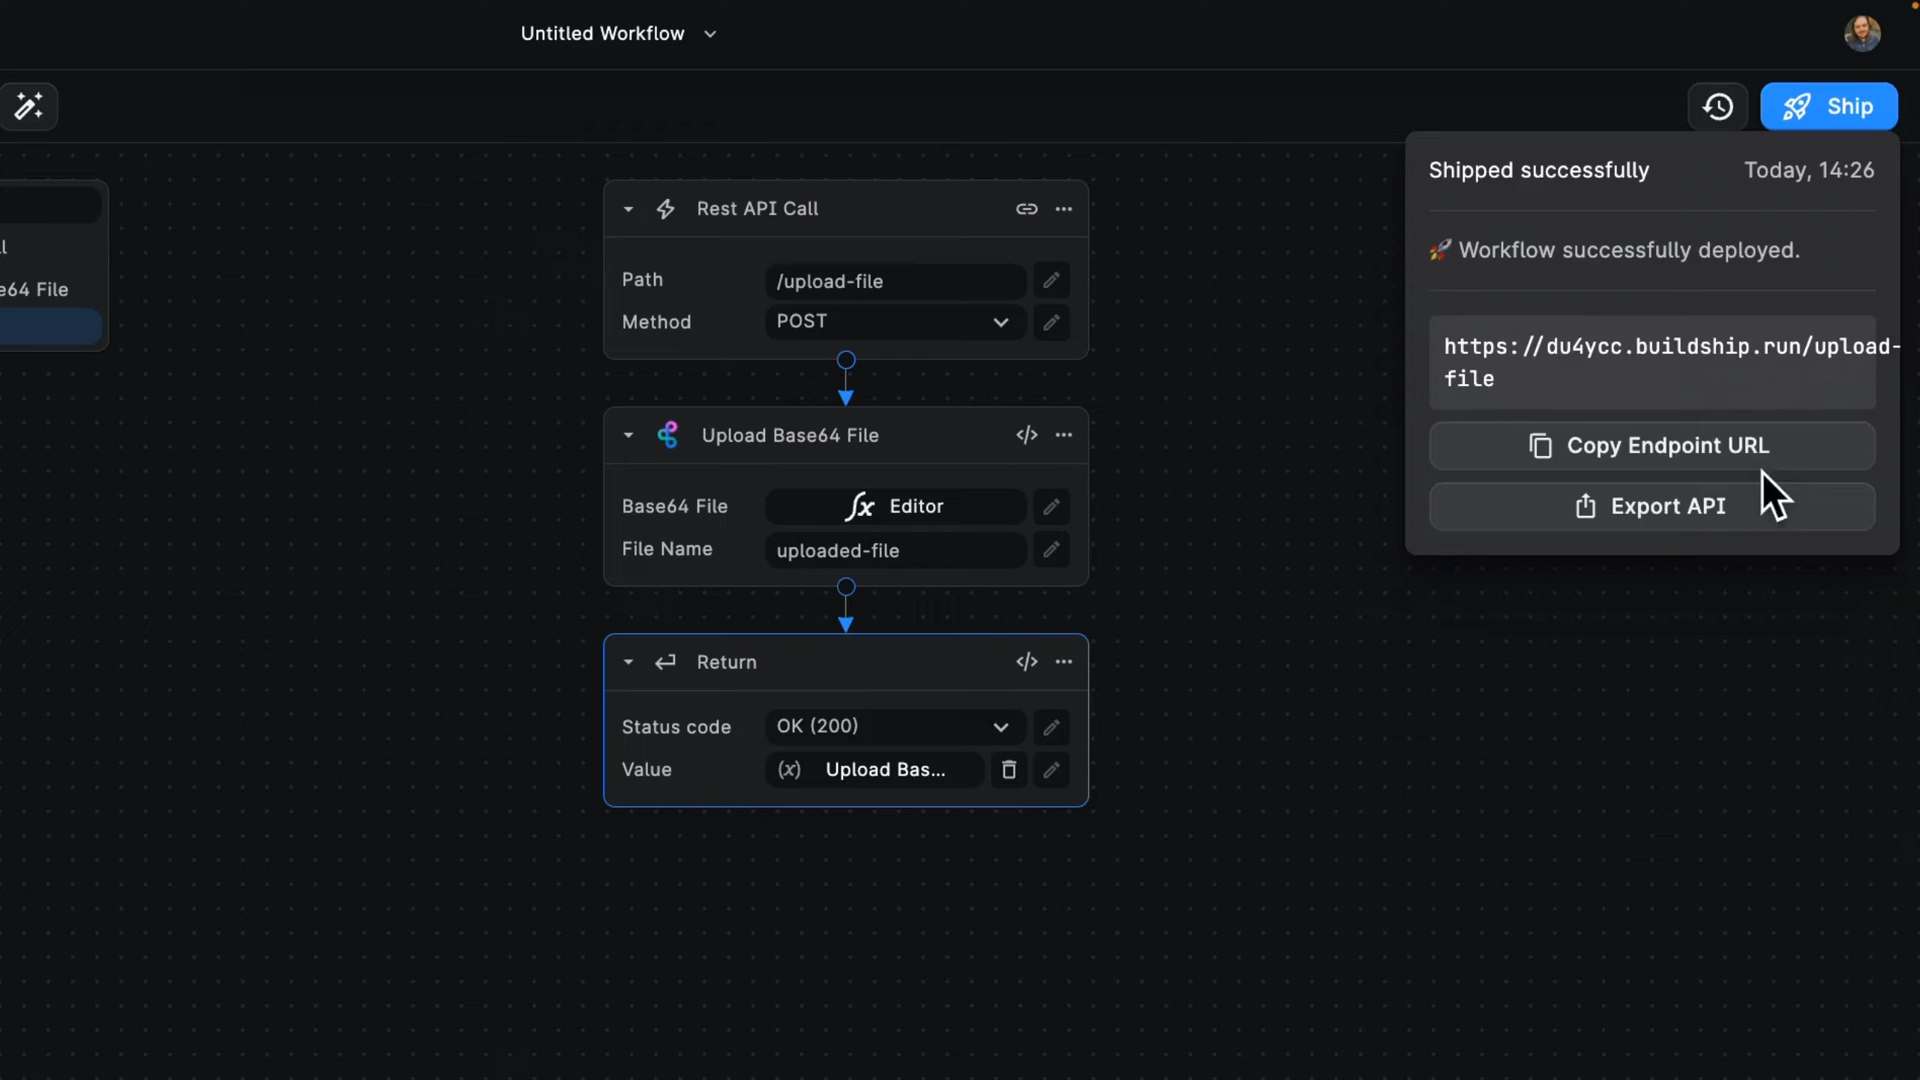 Untitled Workflow
Ship
Shipped successfully
Today, 14:26
🚀 Workflow successfully deployed.
https://du4ycc.buildship.run/upload-
file
Copy Endpoint URL
Export API
e64 File
Rest API Call
Path
/upload-file
Method
POST
Upload Base64 File
Base64 File
Editor
File Name
uploaded-file
Return
Status code
OK (200)
Value
(x)
Upload Bas...